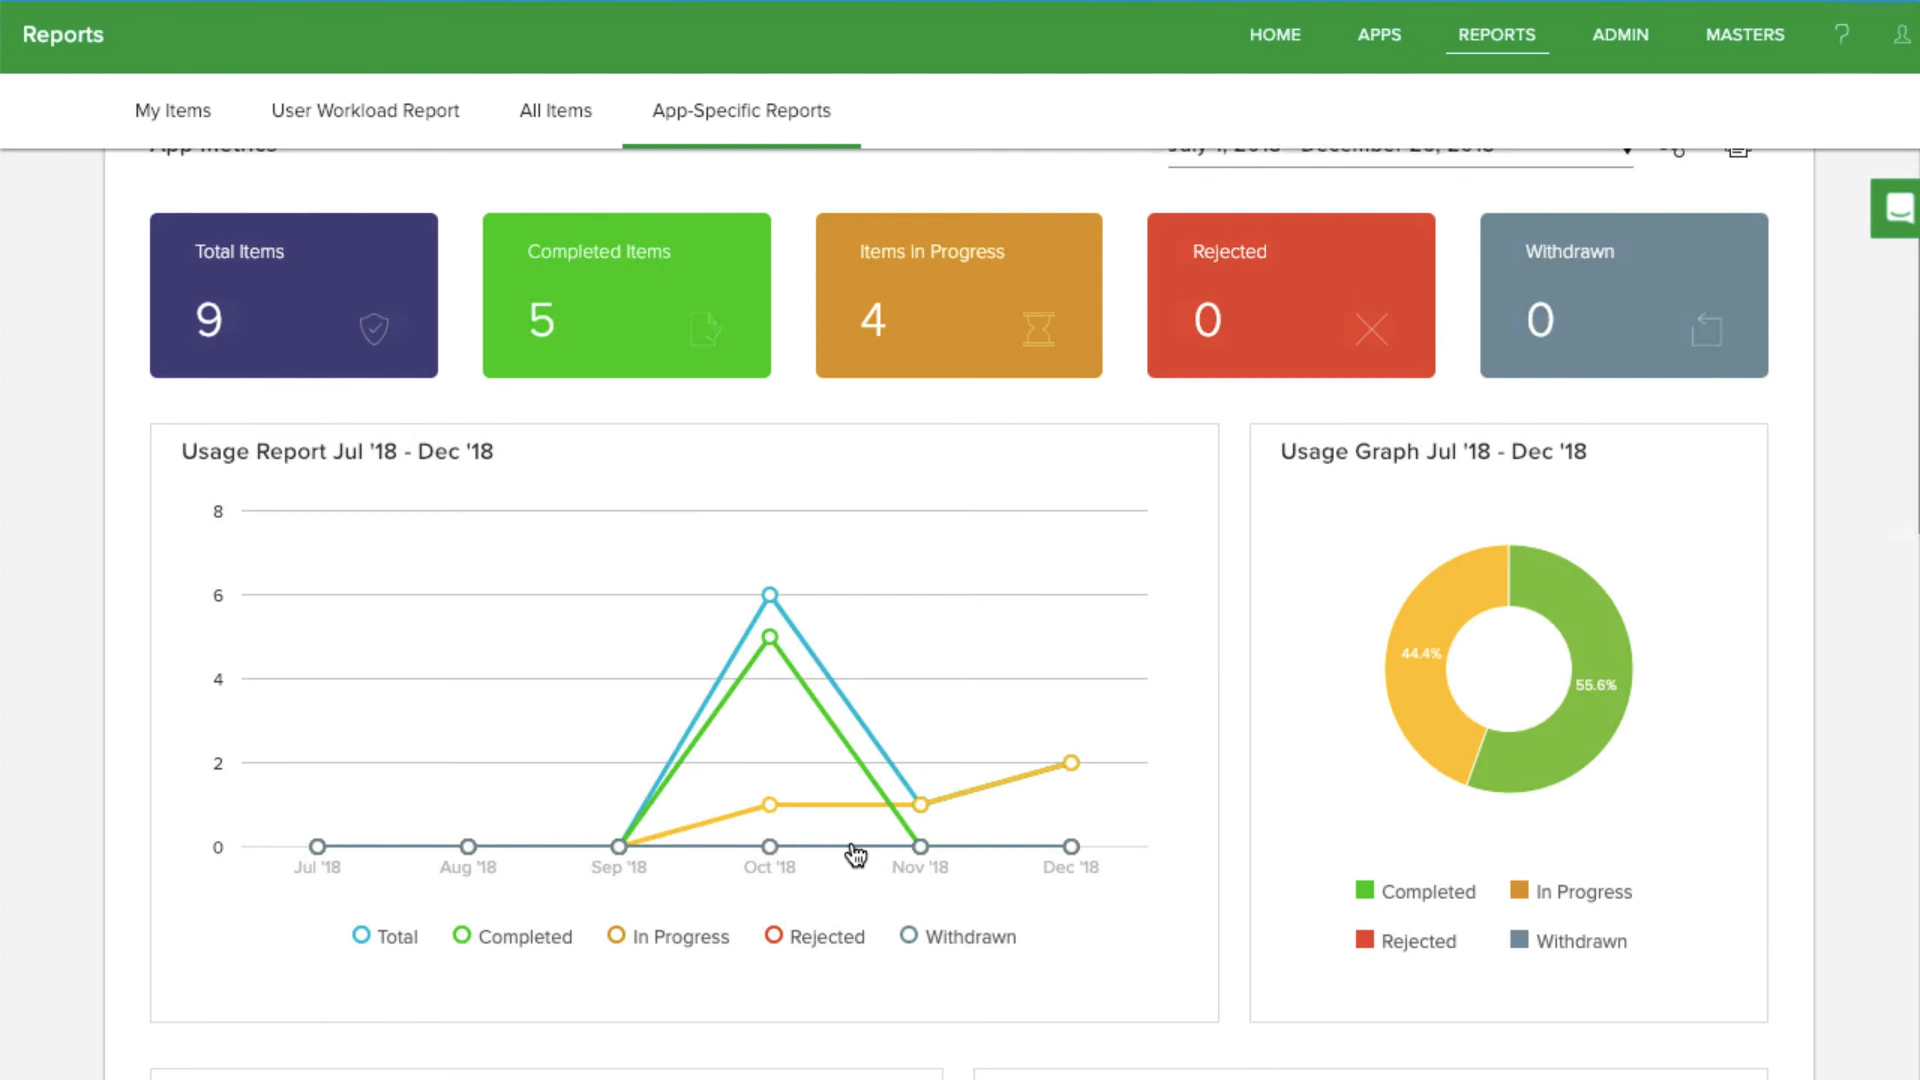 Reports
HOME APPS REPORTS ADMIN MASTERS ?
My Items User Workload Report All Items App-Specific Reports
App Metrics
Total Items Completed Items Items in Progress Rejected Withdrawn
9 5 4 0 0
Usage Report Jul '18 - Dec '18
8
6
4
2
0
Jul '18 Aug '18 Sep '18 Oct '18 Nov '18 Dec '18
Total Completed In Progress Rejected Withdrawn
Usage Graph Jul '18 - Dec '18
44.4%
55.6%
Completed In Progress
Rejected Withdrawn